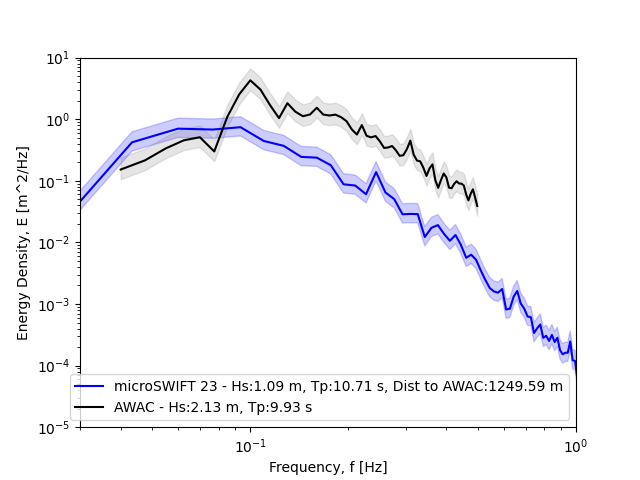 10^1
10^0
10^-1
10^-2
10^-3
10^-4
10^-5
Energy Density, E [m^2/Hz]
microSWIFT 23 - Hs:1.09 m, Tp:10.71 s, Dist to AWAC:1249.59 m
AWAC - Hs:2.13 m, Tp:9.93 s
10^-1
10^0
Frequency, f [Hz]